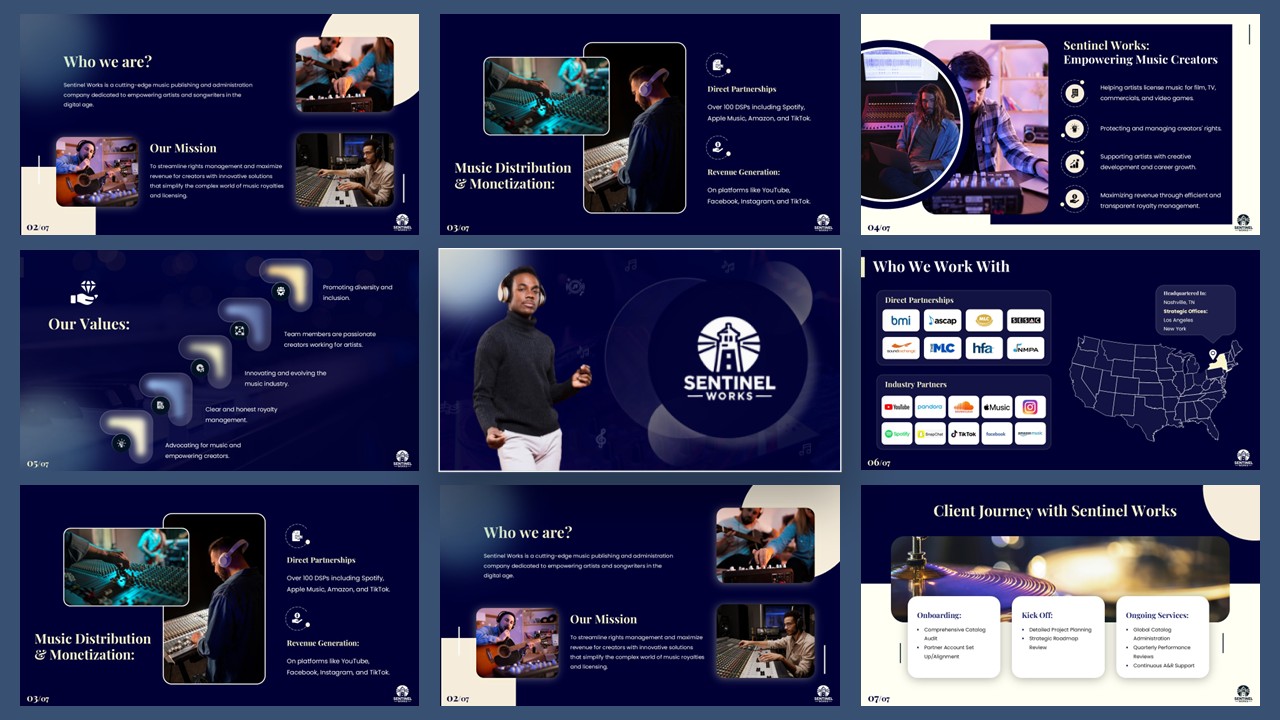 Who we are?
Sentinel Works is a cutting-edge music publishing and administration
company dedicated to empowering artists and songwriters in the
digital age.
Our Mission
To streamline rights management and maximize
revenue for creators with innovative solutions
that simplify the complex world of music royalties
and licensing.
02/07
SENTINEL
WORKS
Music Distribution
& Monetization:
Direct Partnerships
Over 100 DSPs including Spotify,
Apple Music, Amazon, and TikTok.
Revenue Generation:
On platforms like YouTube,
Facebook, Instagram, and TikTok.
03/07
SENTINEL
WORKS
Sentinel Works:
Empowering Music Creators
Helping artists license music for film, TV,
commercials, and video games.
Protecting and managing creators' rights.
Supporting artists with creative
development and career growth.
Maximizing revenue through efficient and
transparent royalty management.
04/07
SENTINEL
WORKS
Our Values:
Promoting diversity and
inclusion.
Team members are passionate
creators working for artists.
Innovating and evolving the
music industry.
Clear and honest royalty
management.
Advocating for music and
empowering creators.
05/07
SENTINEL
WORKS
SENTINEL
WORKS
Who We Work With
Direct Partnerships
bmi
ascap
SESAC
soundexchange
The MLC
hfa
NMPA
Industry Partners
YouTube
pandora
SOUNDCLOUD
Music
Spotify
SnapChat
TikTok
facebook
amazon music
Headquartered In:
Nashville, TN
Strategic Offices:
Los Angeles
New York
06/07
SENTINEL
WORKS
Music Distribution
& Monetization:
Direct Partnerships
Over 100 DSPs including Spotify,
Apple Music, Amazon, and TikTok.
Revenue Generation:
On platforms like YouTube,
Facebook, Instagram, and TikTok.
03/07
SENTINEL
WORKS
Who we are?
Sentinel Works is a cutting-edge music publishing and administration
company dedicated to empowering artists and songwriters in the
digital age.
Our Mission
To streamline rights management and maximize
revenue for creators with innovative solutions
that simplify the complex world of music royalties
and licensing.
02/07
SENTINEL
WORKS
Client Journey with Sentinel Works
Onboarding:
• Comprehensive Catalog
Audit
• Partner Account Set
Up/Alignment
Kick Off:
• Detailed Project Planning
• Strategic Roadmap
Review
Ongoing Services:
• Global Catalog
Administration
• Quarterly Performance
Reviews
• Continuous A&R Support
07/07
SENTINEL
WORKS